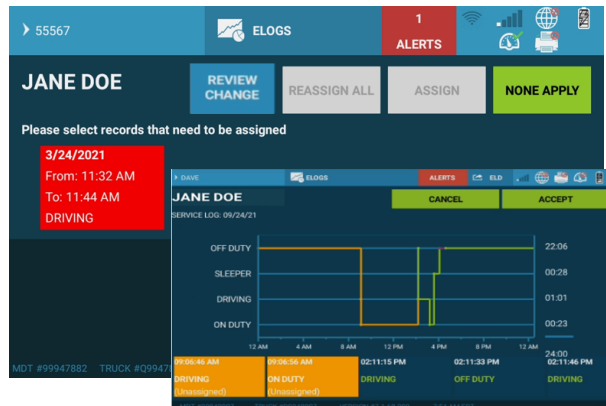 55567
ELOGS
1
ALERTS
JANE DOE
REVIEW
CHANGE
REASSIGN ALL
ASSIGN
NONE APPLY
Please select records that need to be assigned
3/24/2021
From: 11:32 AM
To: 11:44 AM
DRIVING
MDT #99947882 TRUCK #Q9994
DAVE
ELOGS
ALERTS
ELD
JANE DOE
CANCEL
ACCEPT
SERVICE LOG: 09/24/21
OFF DUTY
22:06
SLEEPER
00:28
DRIVING
01:01
ON DUTY
00:23
12 AM 4 AM 8 AM 12 PM 4 PM 8 PM 12 AM
24:00
09:06:46 AM 09:06:56 AM 02:11:15 PM 02:11:33 PM 02:11:46 PM
DRIVING ON DUTY DRIVING OFF DUTY DRIVING
(Unassigned) (Unassigned)